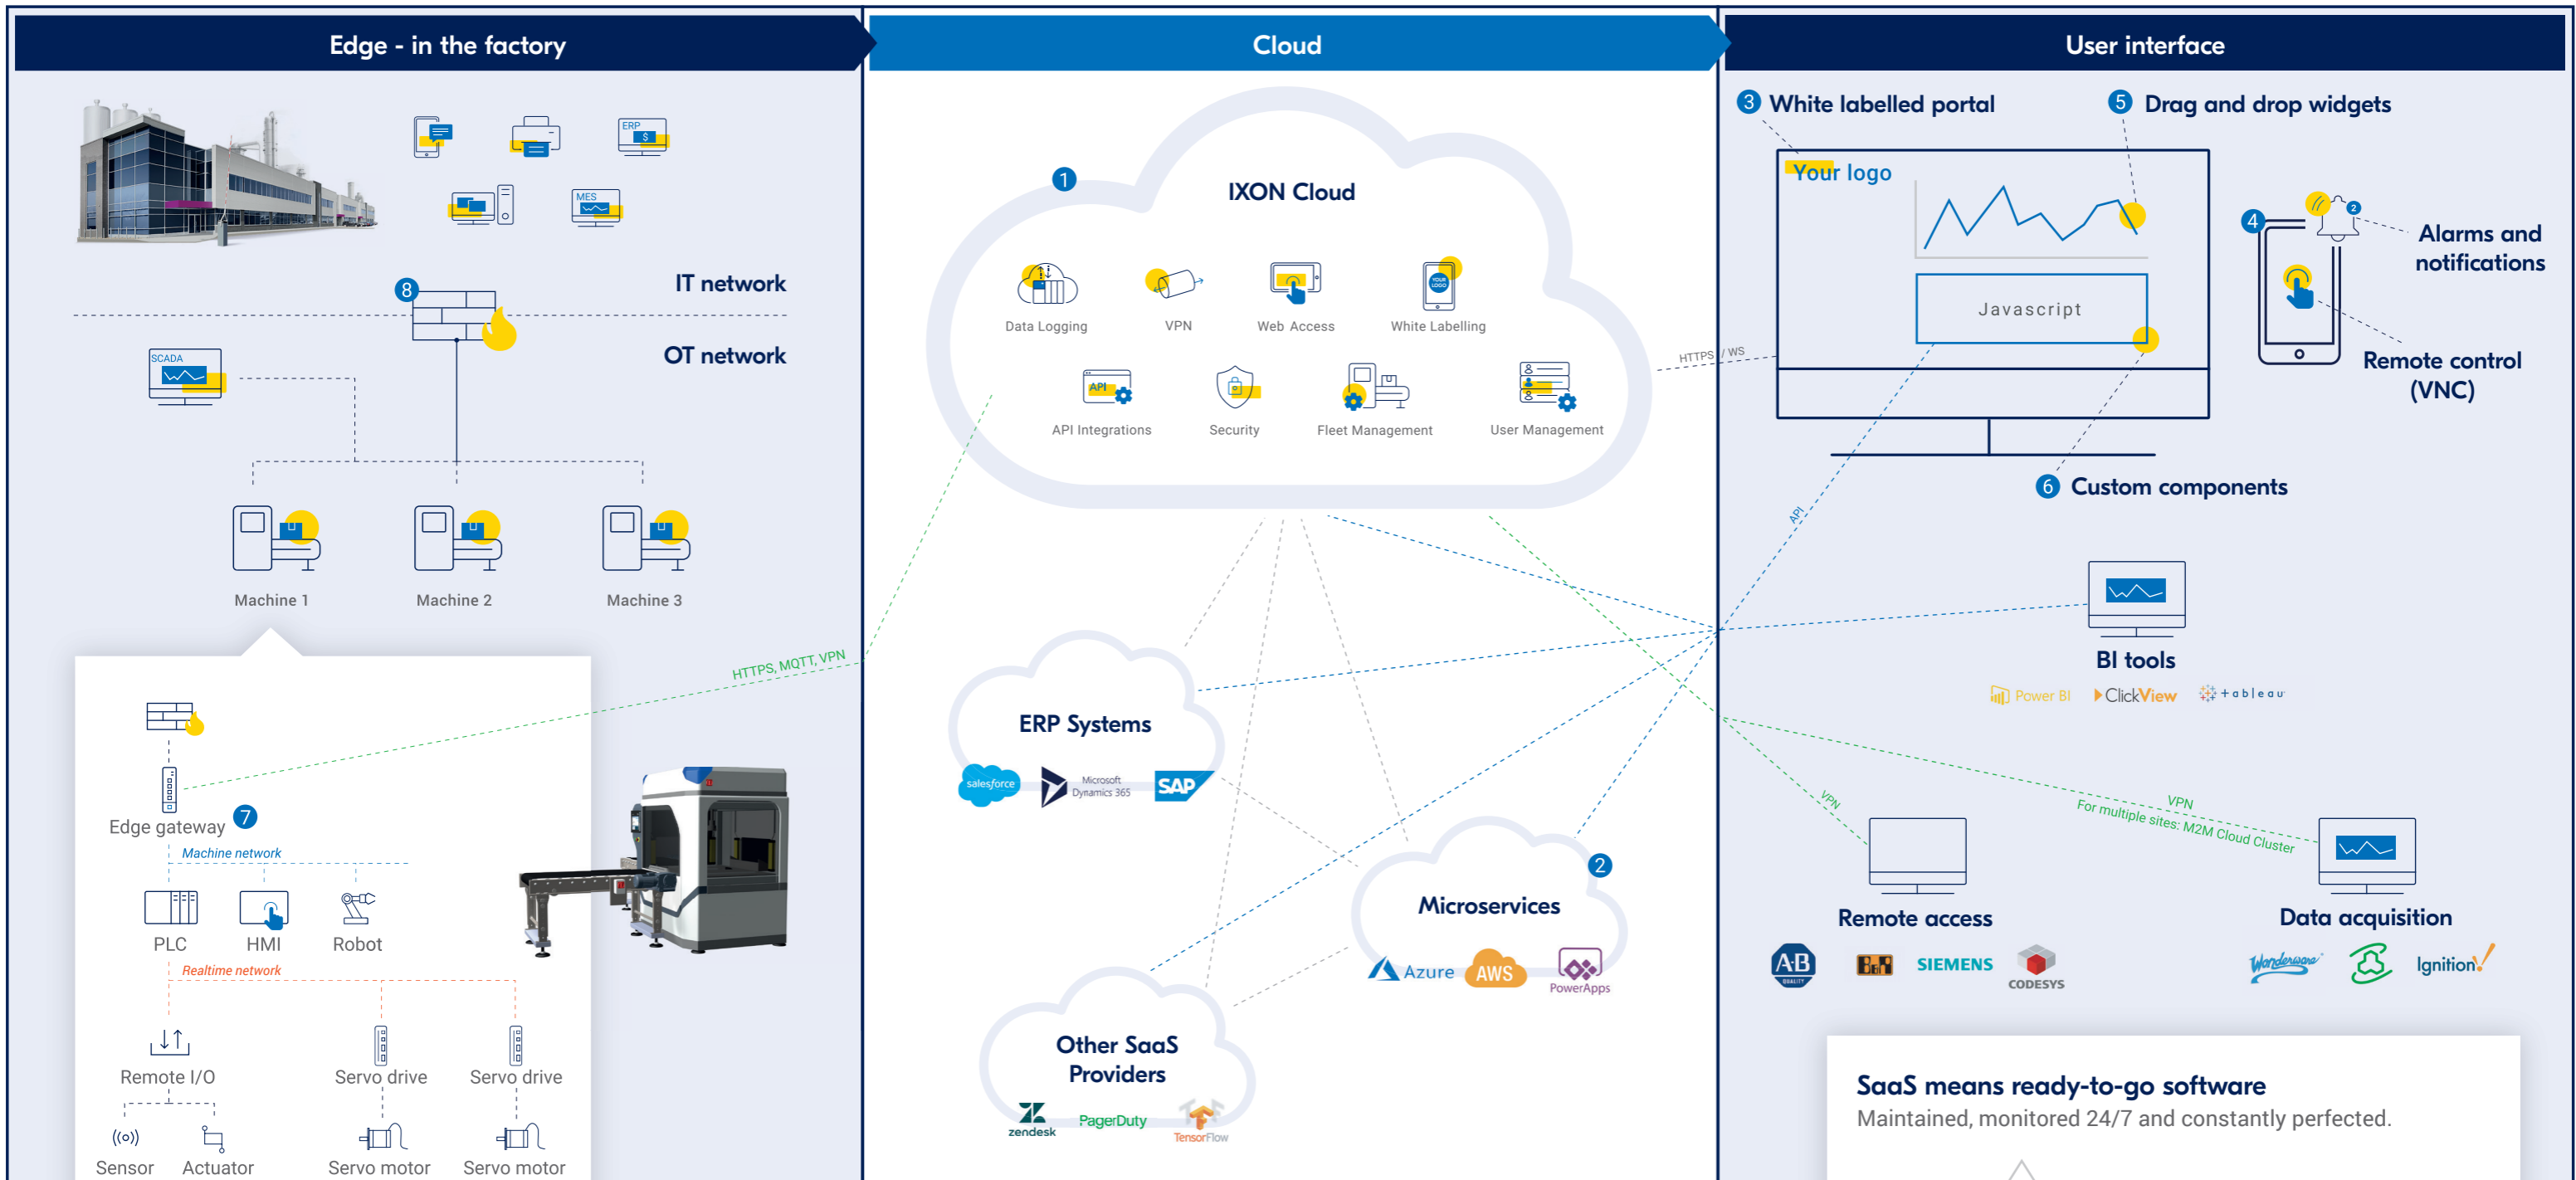 Edge - in the factory
Cloud
User interface
ERP
$
MES
8
IT network
OT network
SCADA
Machine 1
Machine 2
Machine 3
HTTPS, MQTT, VPN
Edge gateway
7
Machine network
PLC
HMI
Robot
Realtime network
Remote I/O
Servo drive
Servo drive
Sensor
Actuator
Servo motor
Servo motor
1
IXON Cloud
YOUR
LOGO
Data Logging
VPN
Web Access
White Labelling
API
API Integrations
Security
Fleet Management
User Management
HTTPS / WS
ERP Systems
salesforce
Microsoft
Dynamics 365
SAP
2
Microservices
Azure
AWS
PowerApps
Other SaaS
Providers
zendesk
PagerDuty
TensorFlow
3 White labelled portal
5 Drag and drop widgets
Your logo
Javascript
4
2
Alarms and
notifications
Remote control
(VNC)
6 Custom components
API
BI tools
Power BI
ClickView
+ableau
VPN
VPN
For multiple sites: M2M Cloud Cluster
Remote access
A-B
QUALITY
B&R
SIEMENS
CODESYS
Data acquisition
Wonderware
Ignition!
SaaS means ready-to-go software
Maintained, monitored 24/7 and constantly perfected.